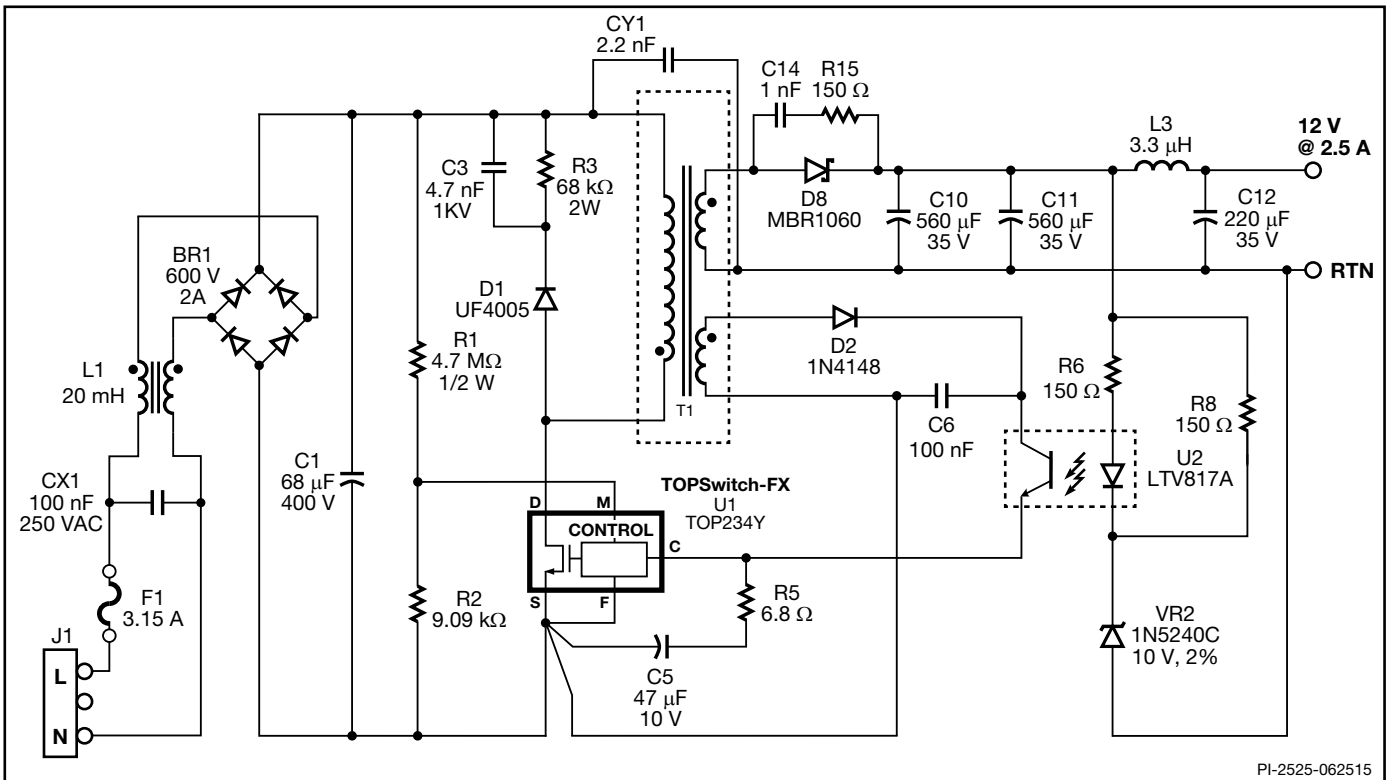 CY1
2.2 nF
C14
1 nF
R15
150 Ω
L3
3.3 µH
12 V
@ 2.5 A
C3
4.7 nF
1KV
R3
68 kΩ
2W
D8
MBR1060
C10
560 µF
35 V
C11
560 µF
35 V
C12
220 µF
35 V
BR1
600 V
2A
RTN
D1
UF4005
R1
4.7 MΩ
1/2 W
D2
1N4148
L1
20 mH
T1
R6
150 Ω
R8
150 Ω
C6
100 nF
CX1
100 nF
250 VAC
C1
68 µF
400 V
U2
LTV817A
TOPSwitch-FX
U1
TOP234Y
D
M
CONTROL
C
S
F
F1
3.15 A
R2
9.09 kΩ
R5
6.8 Ω
VR2
1N5240C
10 V, 2%
J1
L
N
C5
47 µF
10 V
PI-2525-062515